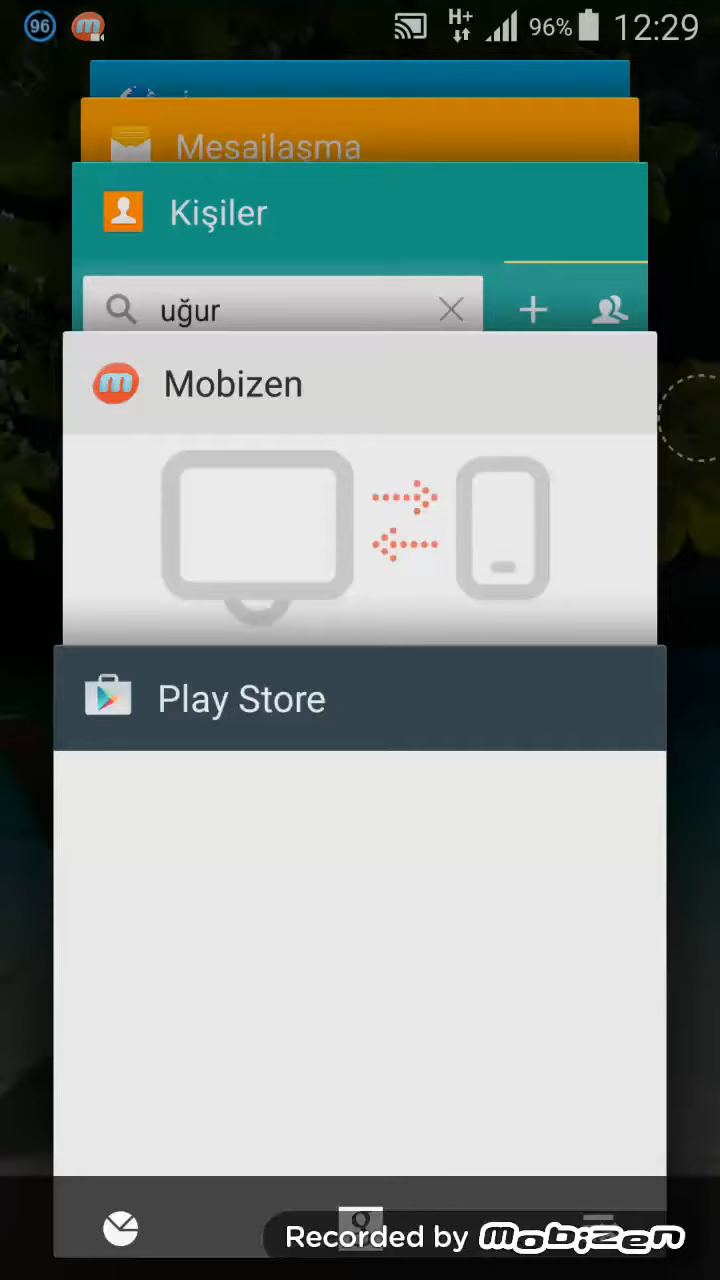 96
H+
96%
12:29
Mesajlaşma
Kişiler
uğur
Mobizen
Play Store
Recorded by mobizen